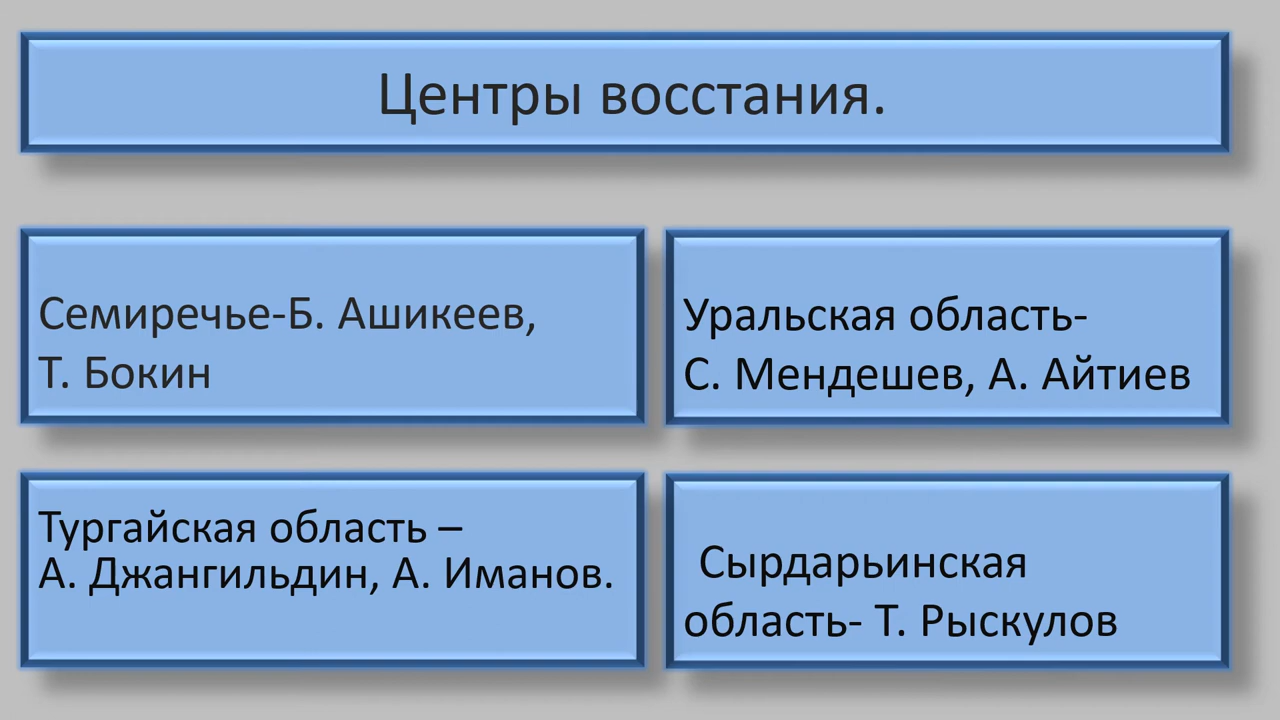 Центры восстания.
Семиречье-Б. Ашикеев,
Т. Бокин
Уральская область-
С. Мендешев, А. Айтиев
Тургайская область –
А. Джангильдин, А. Иманов.
Сырдарьинская
область- Т. Рыскулов